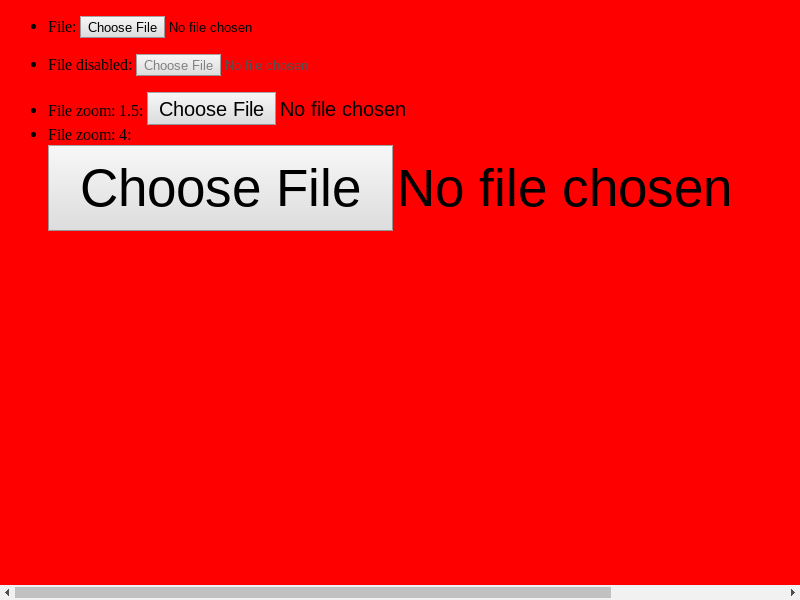 File: Choose File No file chosen
File disabled: Choose File No file chosen
File zoom: 1.5: Choose File No file chosen
File zoom: 4:
Choose File No file chosen